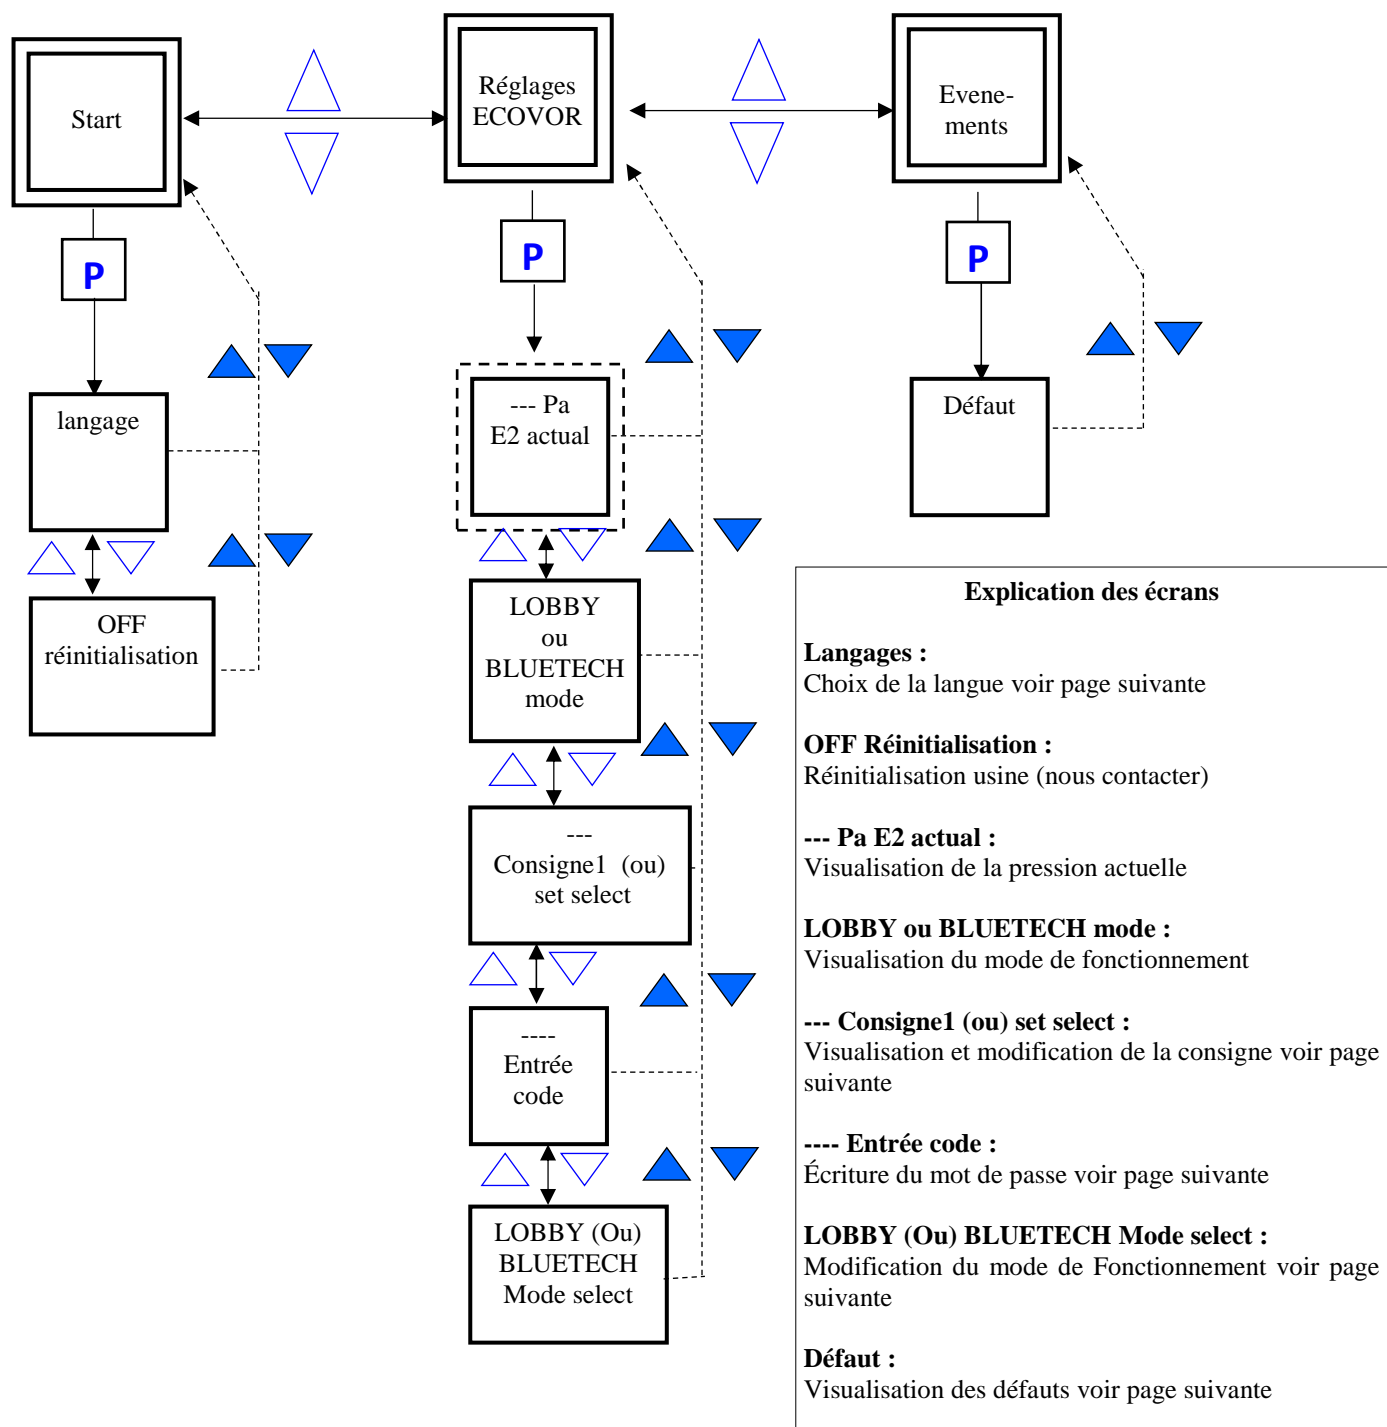 Start
Réglages
ECOVOR
Evene-
ments
P
P
P
langage
OFF
réinitialisation
--- Pa
E2 actual
LOBBY
ou
BLUETECH
mode
---
Consigne1 (ou)
set select
----
Entrée
code
LOBBY (Ou)
BLUETECH
Mode select
Défaut
Explication des écrans
Langages :
Choix de la langue voir page suivante
OFF Réinitialisation :
Réinitialisation usine (nous contacter)
--- Pa E2 actual :
Visualisation de la pression actuelle
LOBBY ou BLUETECH mode :
Visualisation du mode de fonctionnement
--- Consigne1 (ou) set select :
Visualisation et modification de la consigne voir page
suivante
---- Entrée code :
Écriture du mot de passe voir page suivante
LOBBY (Ou) BLUETECH Mode select :
Modification du mode de Fonctionnement voir page
suivante
Défaut :
Visualisation des défauts voir page suivante